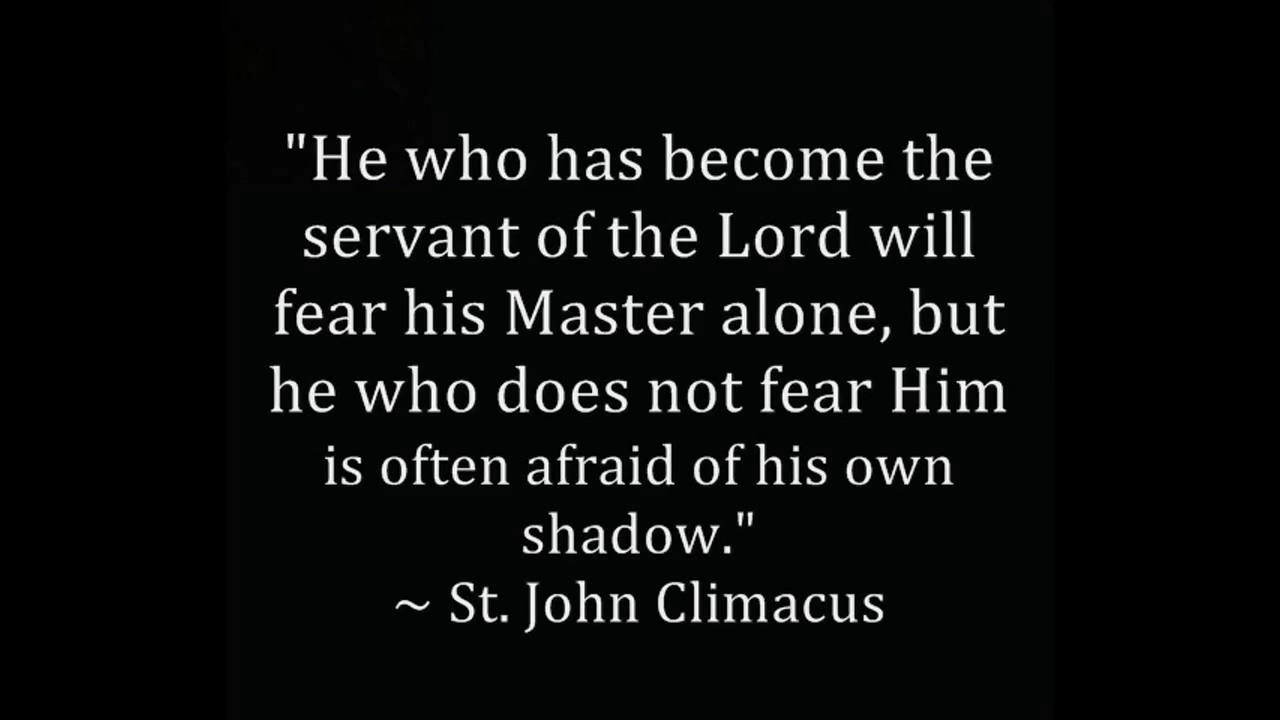 "He who has become the
servant of the Lord will
fear his Master alone, but
he who does not fear Him
is often afraid of his own
shadow."
~ St. John Climacus